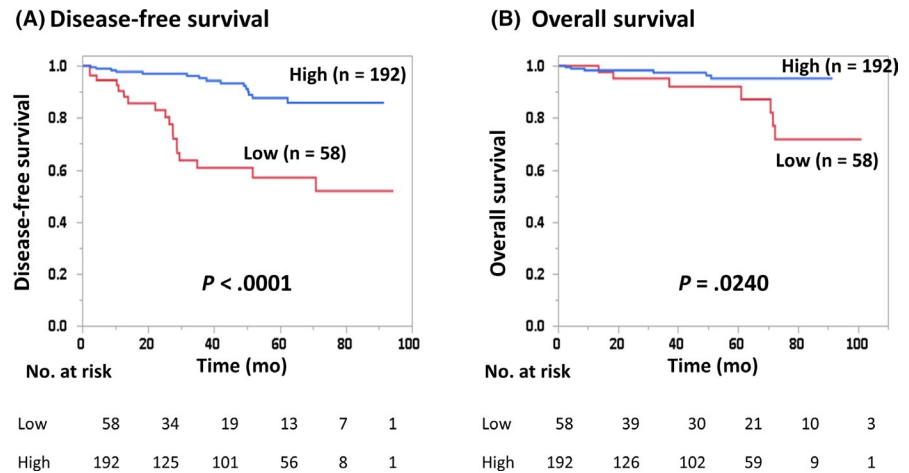 (A) Disease-free survival
1.0
0.8
0.6
0.4
0.2
0.0
Disease-free survival
High (n = 192)
Low (n = 58)
P < .0001
0 20 40 60 80 100
Time (mo)
No. at risk
Low 58 34 19 13 7 1
High 192 125 101 56 8 1
(B) Overall survival
1.0
0.8
0.6
0.4
0.2
0.0
Overall survival
High (n = 192)
Low (n = 58)
P = .0240
0 20 40 60 80 100
Time (mo)
No. at risk
Low 58 39 30 21 10 3
High 192 126 102 59 9 1